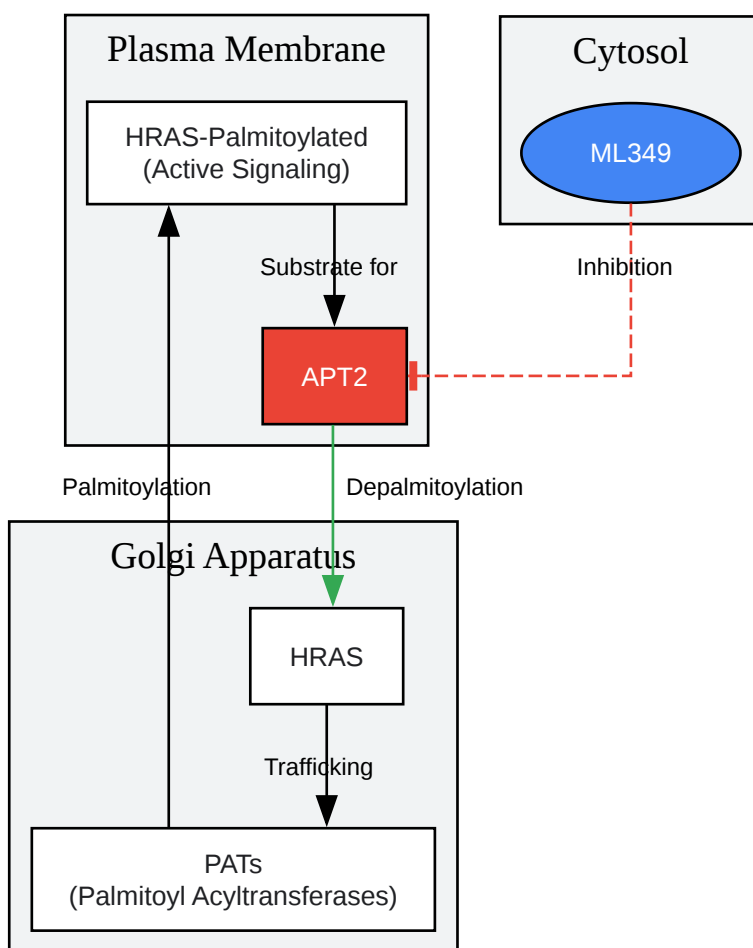 Plasma Membrane
Cytosol
HRAS-Palmitoylated
(Active Signaling)
ML349
Substrate for
Inhibition
APT2
Palmitoylation
Depalmitoylation
Golgi Apparatus
HRAS
Trafficking
PATs
(Palmitoyl Acyltransferases)